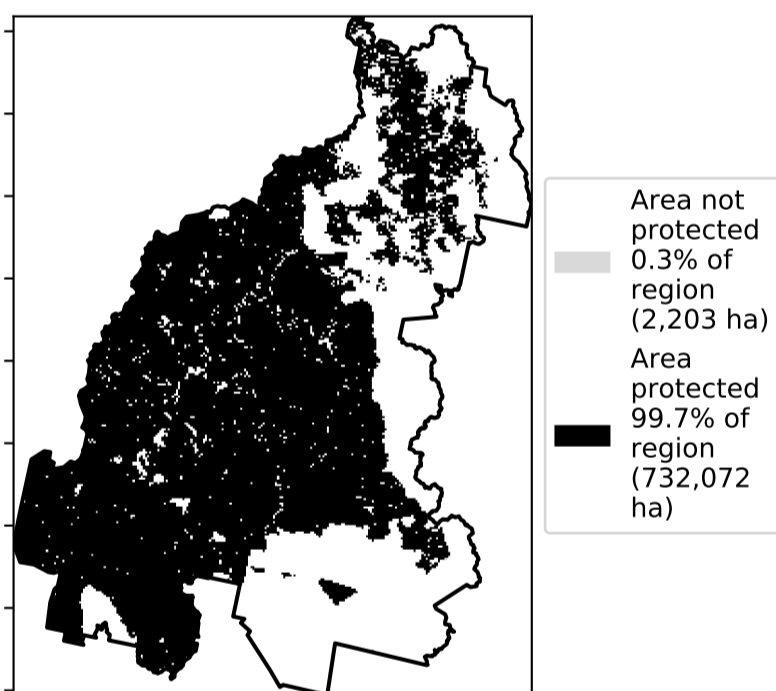 Area not
protected
0.3% of
region
(2,203 ha)
Area
protected
99.7% of
region
(732,072
ha)